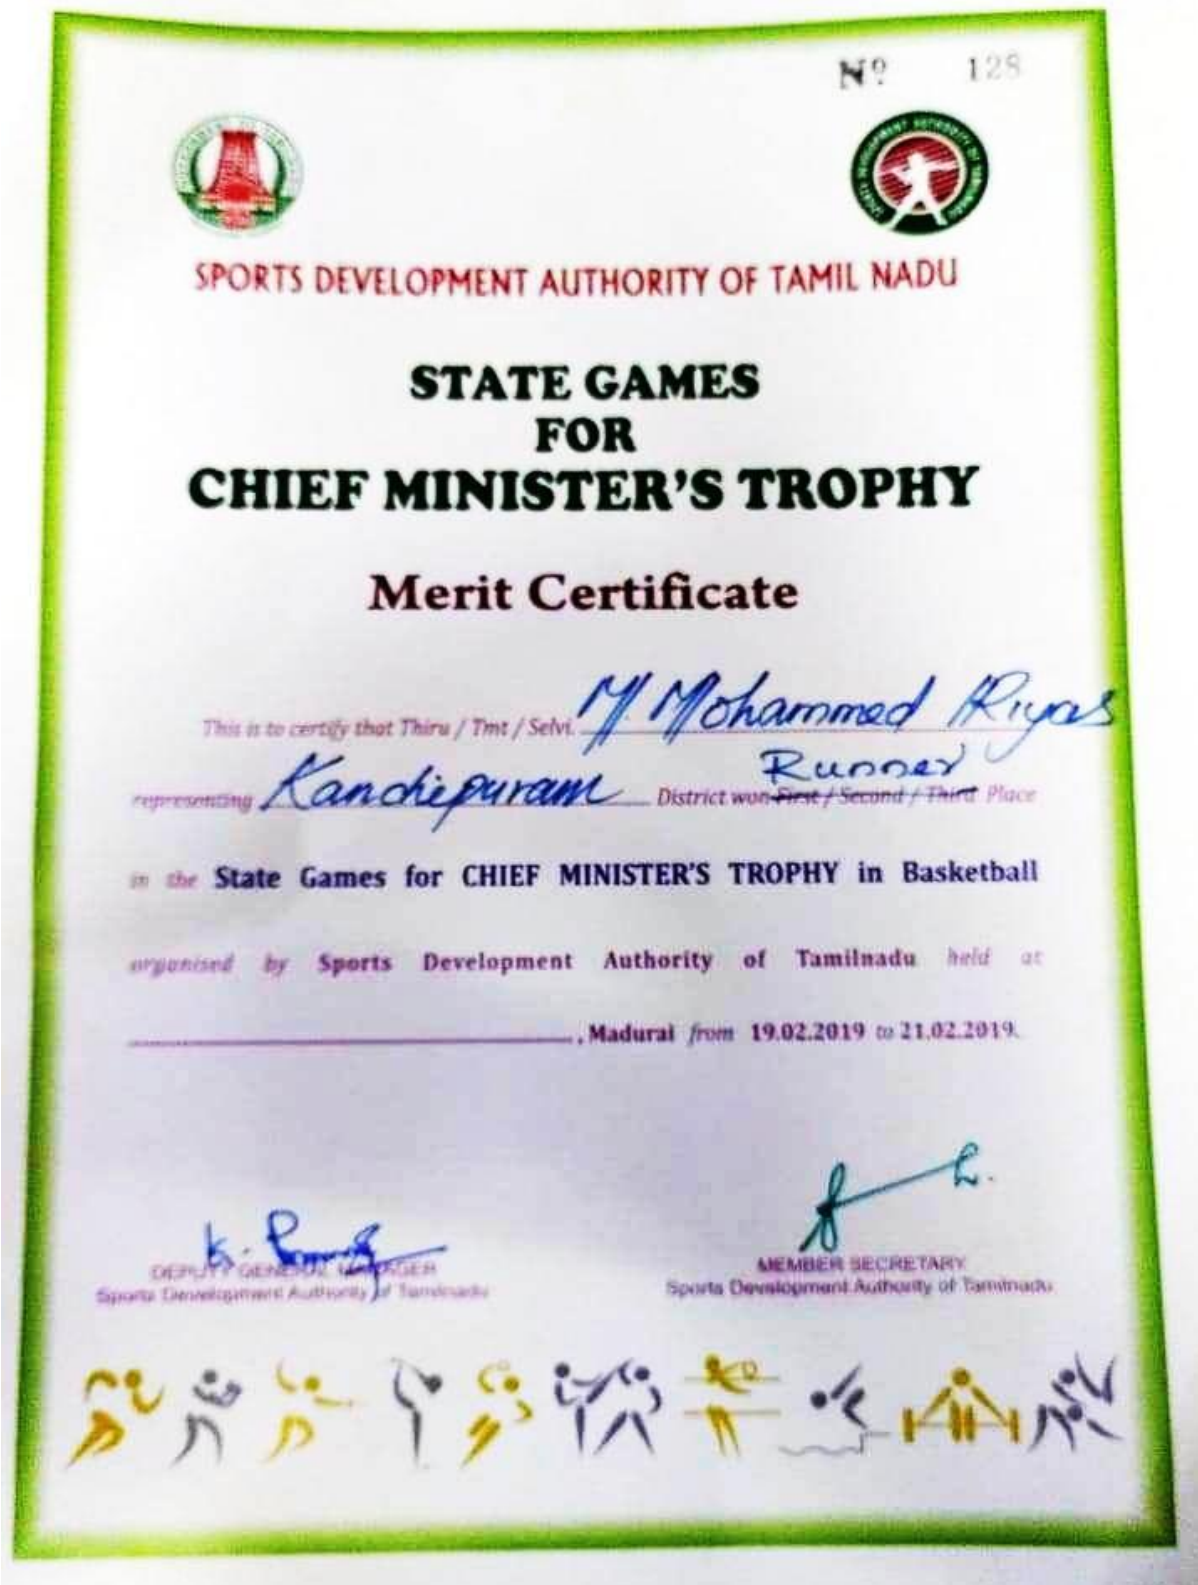 Nº 128
SPORTS DEVELOPMENT AUTHORITY OF TAMIL NADU
STATE GAMES
FOR
CHIEF MINISTER'S TROPHY
Merit Certificate
This is to certify that Thiru / Tmt / Selvi. M. Mohammed Riyas
Runner
representing Kanchepuram District won First / Second / Third Place
in the State Games for CHIEF MINISTER'S TROPHY in Basketball
organised by Sports Development Authority of Tamilnadu held at
, Madurai from 19.02.2019 to 21.02.2019.
DEPUTY GENERAL MANAGER
Sports Development Authority of Tamilnadu
MEMBER SECRETARY
Sports Development Authority of Tamilnadu